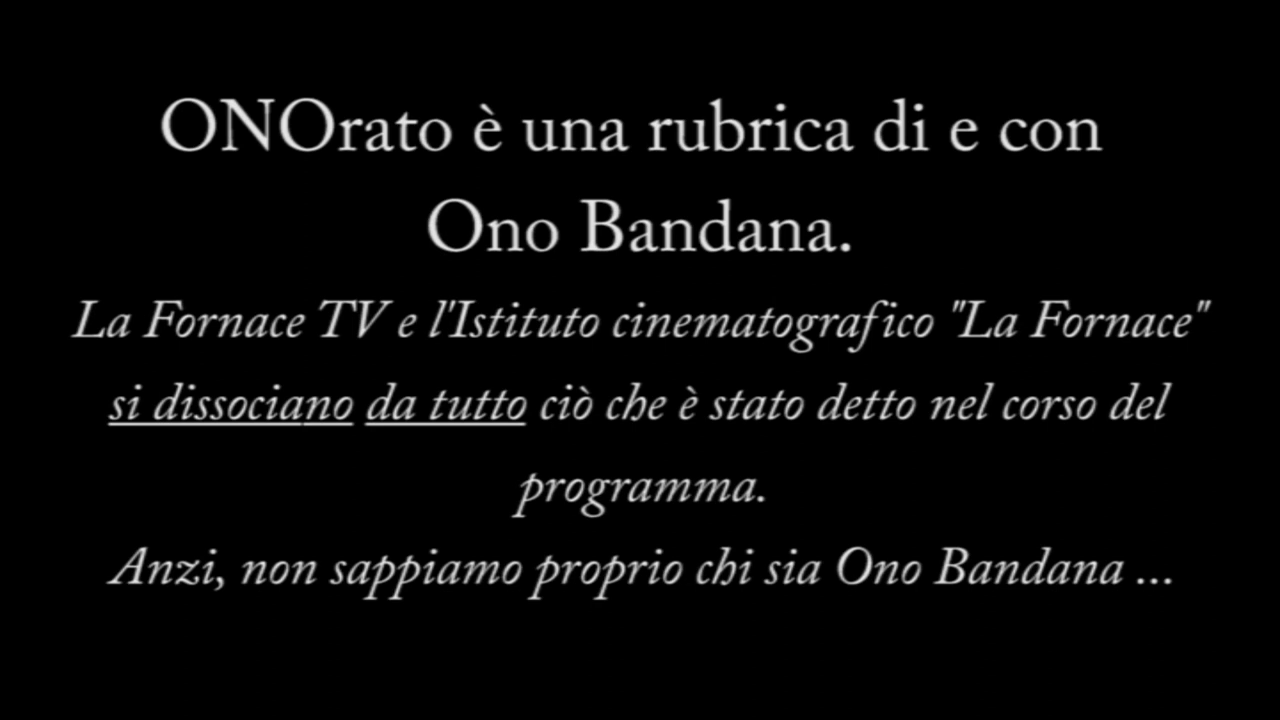 ONOrato è una rubrica di e con
Ono Bandana.
La Fornace TV e l'Istituto cinematografico "La Fornace"
si dissociano da tutto ciò che è stato detto nel corso del
programma.
Anzi, non sappiamo proprio chi sia Ono Bandana ...